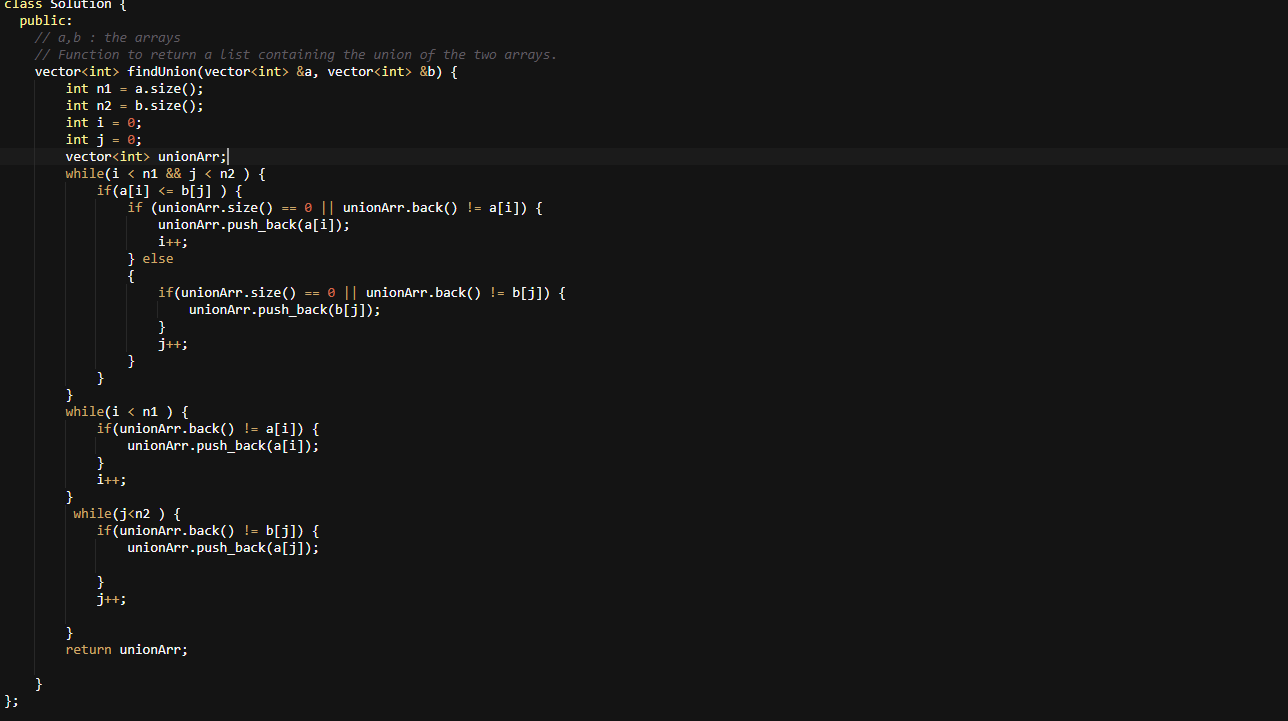 class Solution {
  public:
    // a,b : the arrays
    // Function to return a list containing the union of the two arrays.
    vector<int> findUnion(vector<int> &a, vector<int> &b) {
        int n1 = a.size();
        int n2 = b.size();
        int i = 0;
        int j = 0;
        vector<int> unionArr;
        while(i < n1 && j < n2 ) {
            if(a[i] <= b[j] ) {
                if (unionArr.size() == 0 || unionArr.back() != a[i]) {
                    unionArr.push_back(a[i]);
                    i++;
                } else
                {
                    if(unionArr.size() == 0 || unionArr.back() != b[j]) {
                        unionArr.push_back(b[j]);
                    }
                    j++;
                }
            }
        }
        while(i < n1 ) {
            if(unionArr.back() != a[i]) {
                unionArr.push_back(a[i]);
            }
            i++;
        }
         while(j<n2 ) {
            if(unionArr.back() != b[j]) {
                unionArr.push_back(a[j]);
            }
            j++;
        }
        return unionArr;
    }
};